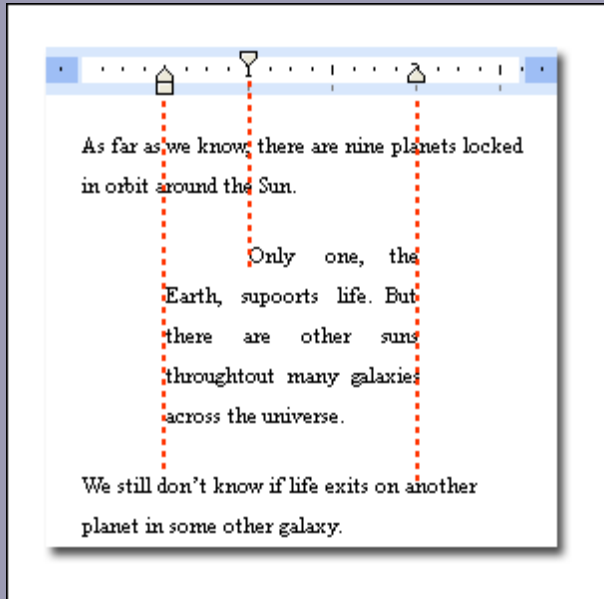 As far as we know, there are nine planets locked
in orbit around the Sun.
Only one, the
Earth, supoorts life. But
there are other suns
throughtout many galaxies
across the universe.
We still don't know if life exits on another
planet in some other galaxy.